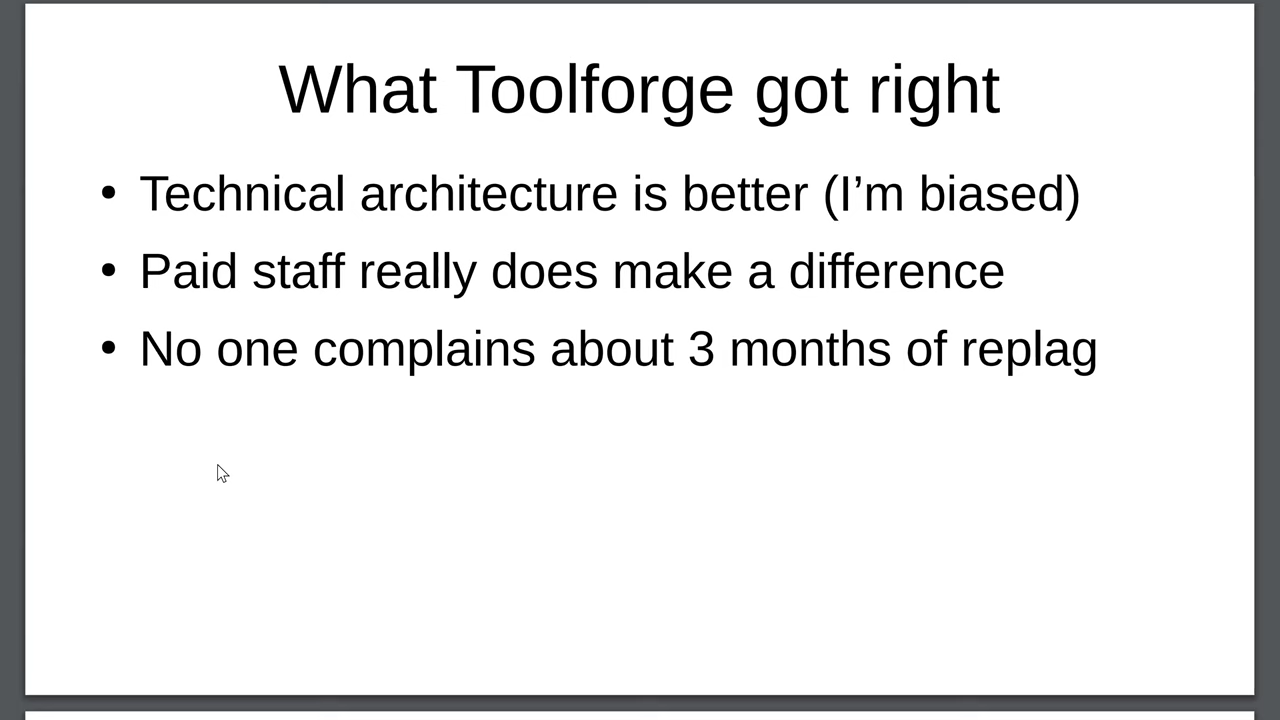 What Toolforge got right
• Technical architecture is better (I’m biased)
• Paid staff really does make a difference
• No one complains about 3 months of replag